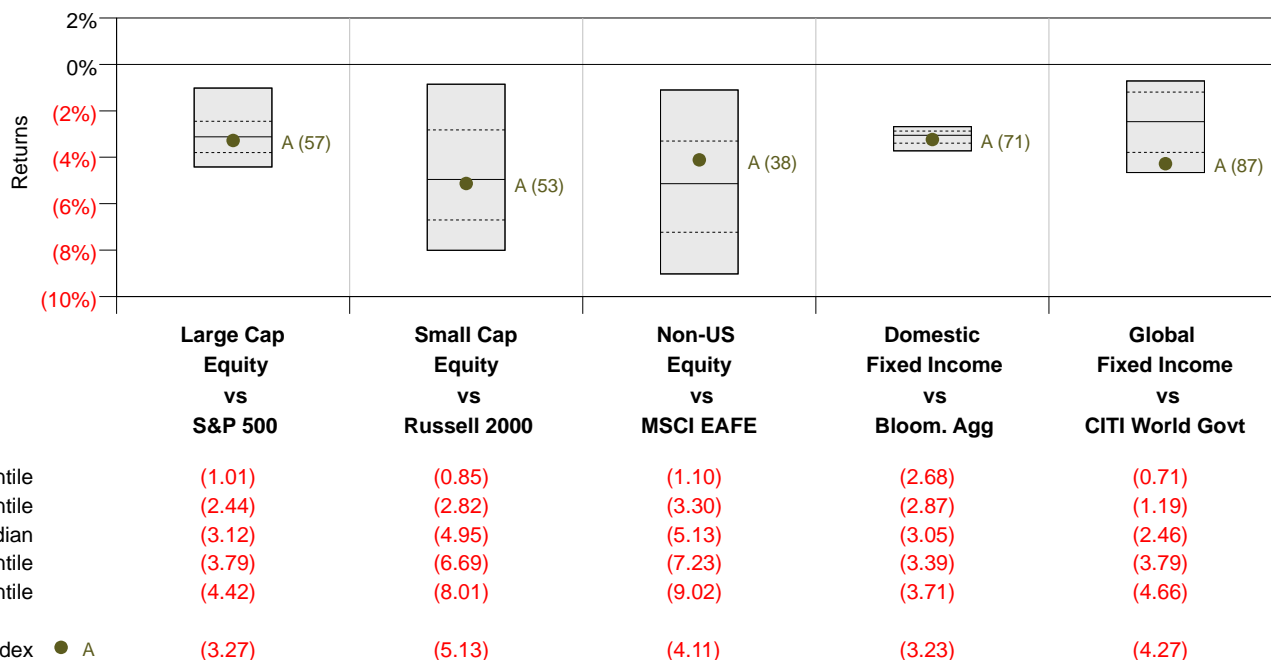 2%
0%
(2%)
(4%)
(6%)
(8%)
(10%)
Returns
A (57)
A (53)
A (38)
A (71)
A (87)
Large Cap
Equity
vs
S&P 500
Small Cap
Equity
vs
Russell 2000
Non-US
Equity
vs
MSCI EAFE
Domestic
Fixed Income
vs
Bloom. Agg
Global
Fixed Income
vs
CITI World Govt
ntile (1.01) (0.85) (1.10) (2.68) (0.71)
ntile (2.44) (2.82) (3.30) (2.87) (1.19)
dian (3.12) (4.95) (5.13) (3.05) (2.46)
ntile (3.79) (6.69) (7.23) (3.39) (3.79)
ntile (4.42) (8.01) (9.02) (3.71) (4.66)
dex A (3.27) (5.13) (4.11) (3.23) (4.27)